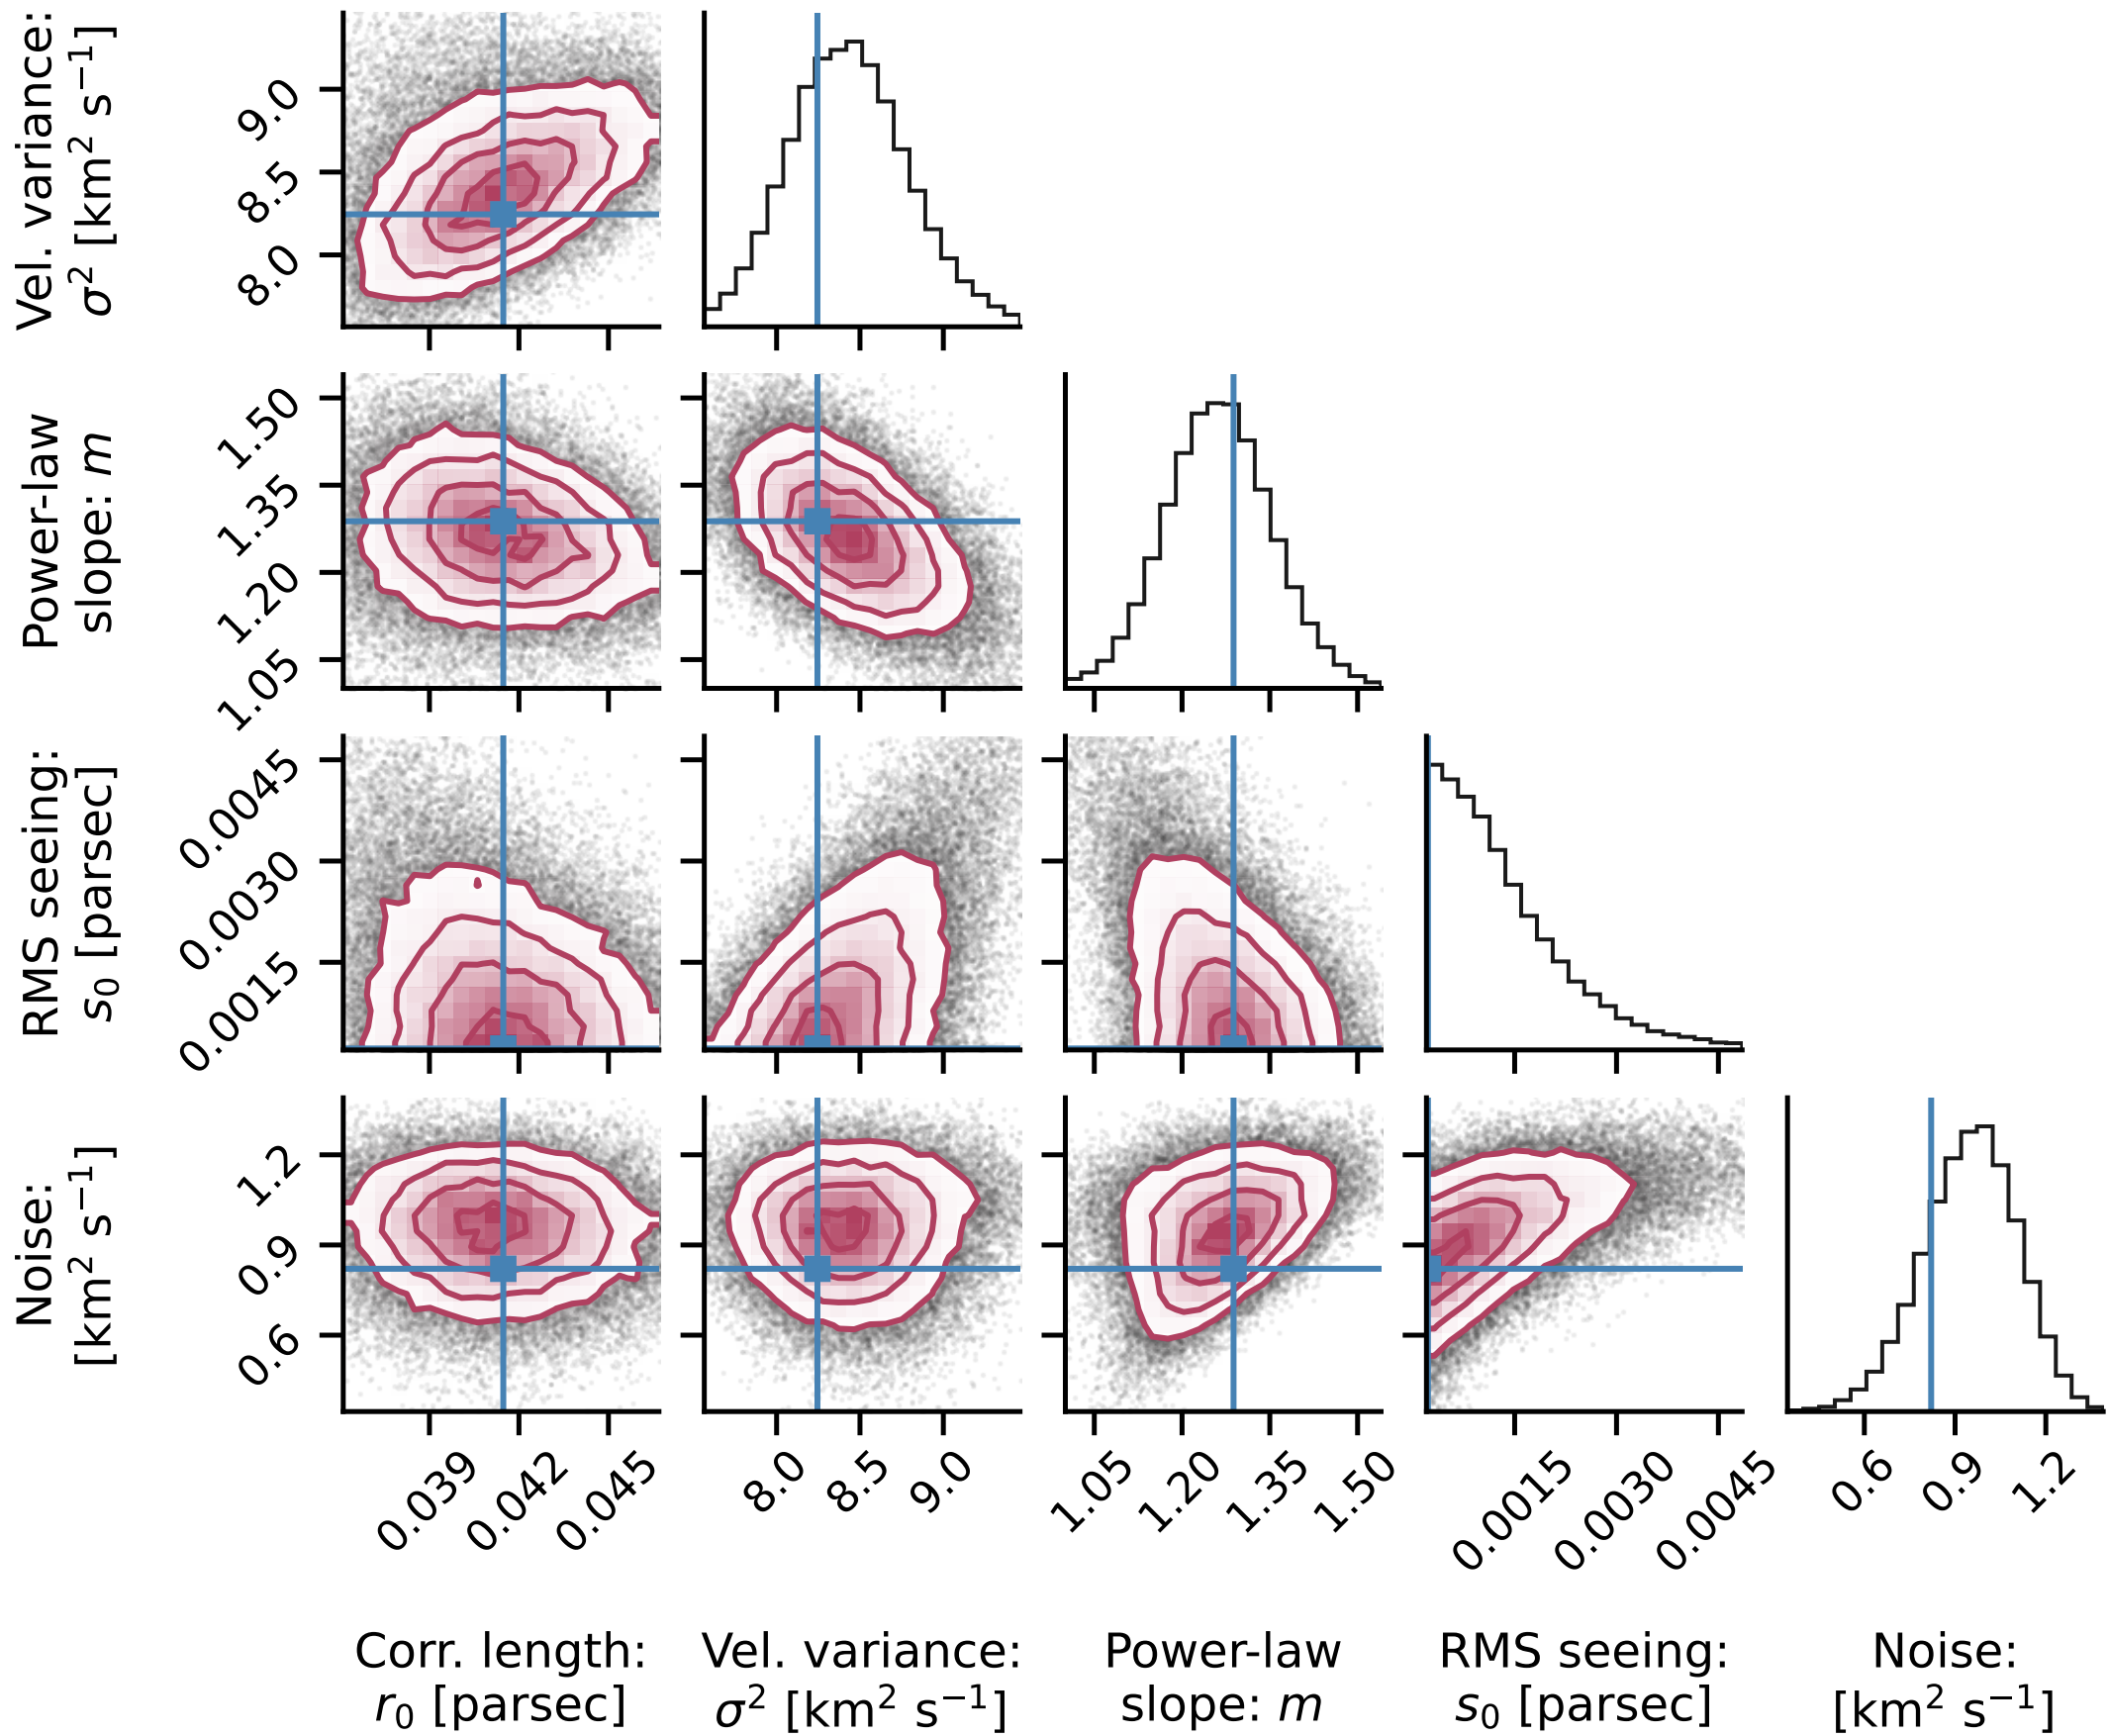 Vel. variance:
σ² [km² s⁻¹]
9.0
8.5
8.0
Power-law
slope: m
1.50
1.35
1.20
1.05
RMS seeing:
s₀ [parsec]
0.0045
0.0030
0.0015
Noise:
[km² s⁻¹]
1.2
0.9
0.6
0.039 0.042 0.045 8.0 8.5 9.0 1.05 1.20 1.35 1.50 0.0015 0.0030 0.0045 0.6 0.9 1.2
Corr. length: Vel. variance: Power-law RMS seeing: Noise:
r₀ [parsec] σ² [km² s⁻¹] slope: m s₀ [parsec] [km² s⁻¹]